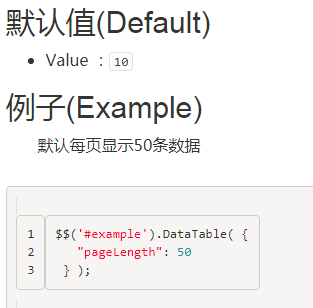 默认值(Default)
Value ：10
例子(Example)
默认每页显示50条数据
1 $$('#example').DataTable( {
2 "pageLength": 50
3 } );